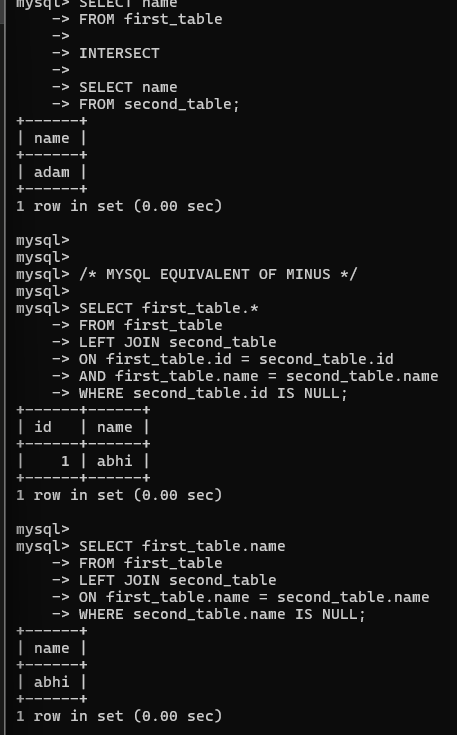 mysql> SELECT name
    -> FROM first_table
    ->
    -> INTERSECT
    ->
    -> SELECT name
    -> FROM second_table;
+------+
| name |
+------+
| adam |
+------+
1 row in set (0.00 sec)

mysql>
mysql>
mysql> /* MYSQL EQUIVALENT OF MINUS */
mysql>
mysql> SELECT first_table.*
    -> FROM first_table
    -> LEFT JOIN second_table
    -> ON first_table.id = second_table.id
    -> AND first_table.name = second_table.name
    -> WHERE second_table.id IS NULL;
+------+------+
| id   | name |
+------+------+
|    1 | abhi |
+------+------+
1 row in set (0.00 sec)

mysql>
mysql> SELECT first_table.name
    -> FROM first_table
    -> LEFT JOIN second_table
    -> ON first_table.name = second_table.name
    -> WHERE second_table.name IS NULL;
+------+
| name |
+------+
| abhi |
+------+
1 row in set (0.00 sec)